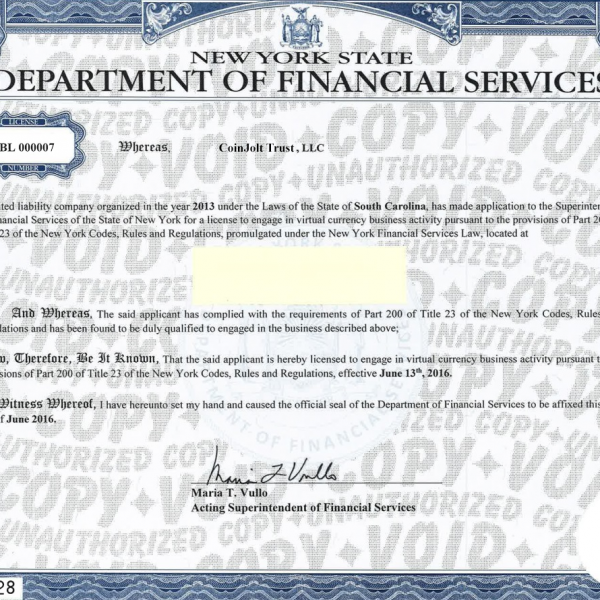 NEW YORK STATE
DEPARTMENT OF FINANCIAL SERVICES
LICENSE
BL 000007
NUMBER
Whereas, CoinJolt Trust, LLC
ted liability company organized in the year 2013 under the Laws of the State of South Carolina, has made application to the Superinten
nancial Services of the State of New York for a license to engage in virtual currency business activity pursuant to the provisions of Part 20
23 of the New York Codes, Rules and Regulations, promulgated under the New York Financial Services Law, located at
And Whereas, The said applicant has complied with the requirements of Part 200 of Title 23 of the New York Codes, Rules
lations and has been found to be duly qualified to engaged in the business described above;
w, Therefore, Be It Known, That the said applicant is hereby licensed to engage in virtual currency business activity pursuant t
isions of Part 200 of Title 23 of the New York Codes, Rules and Regulations, effective June 13th, 2016.
Witness Whereof, I have hereunto set my hand and caused the official seal of the Department of Financial Services to be affixed this
f June 2016.
Maria T Vullo
Maria T. Vullo
Acting Superintendent of Financial Services
28
UNAUTHORIZED COPY
VOID